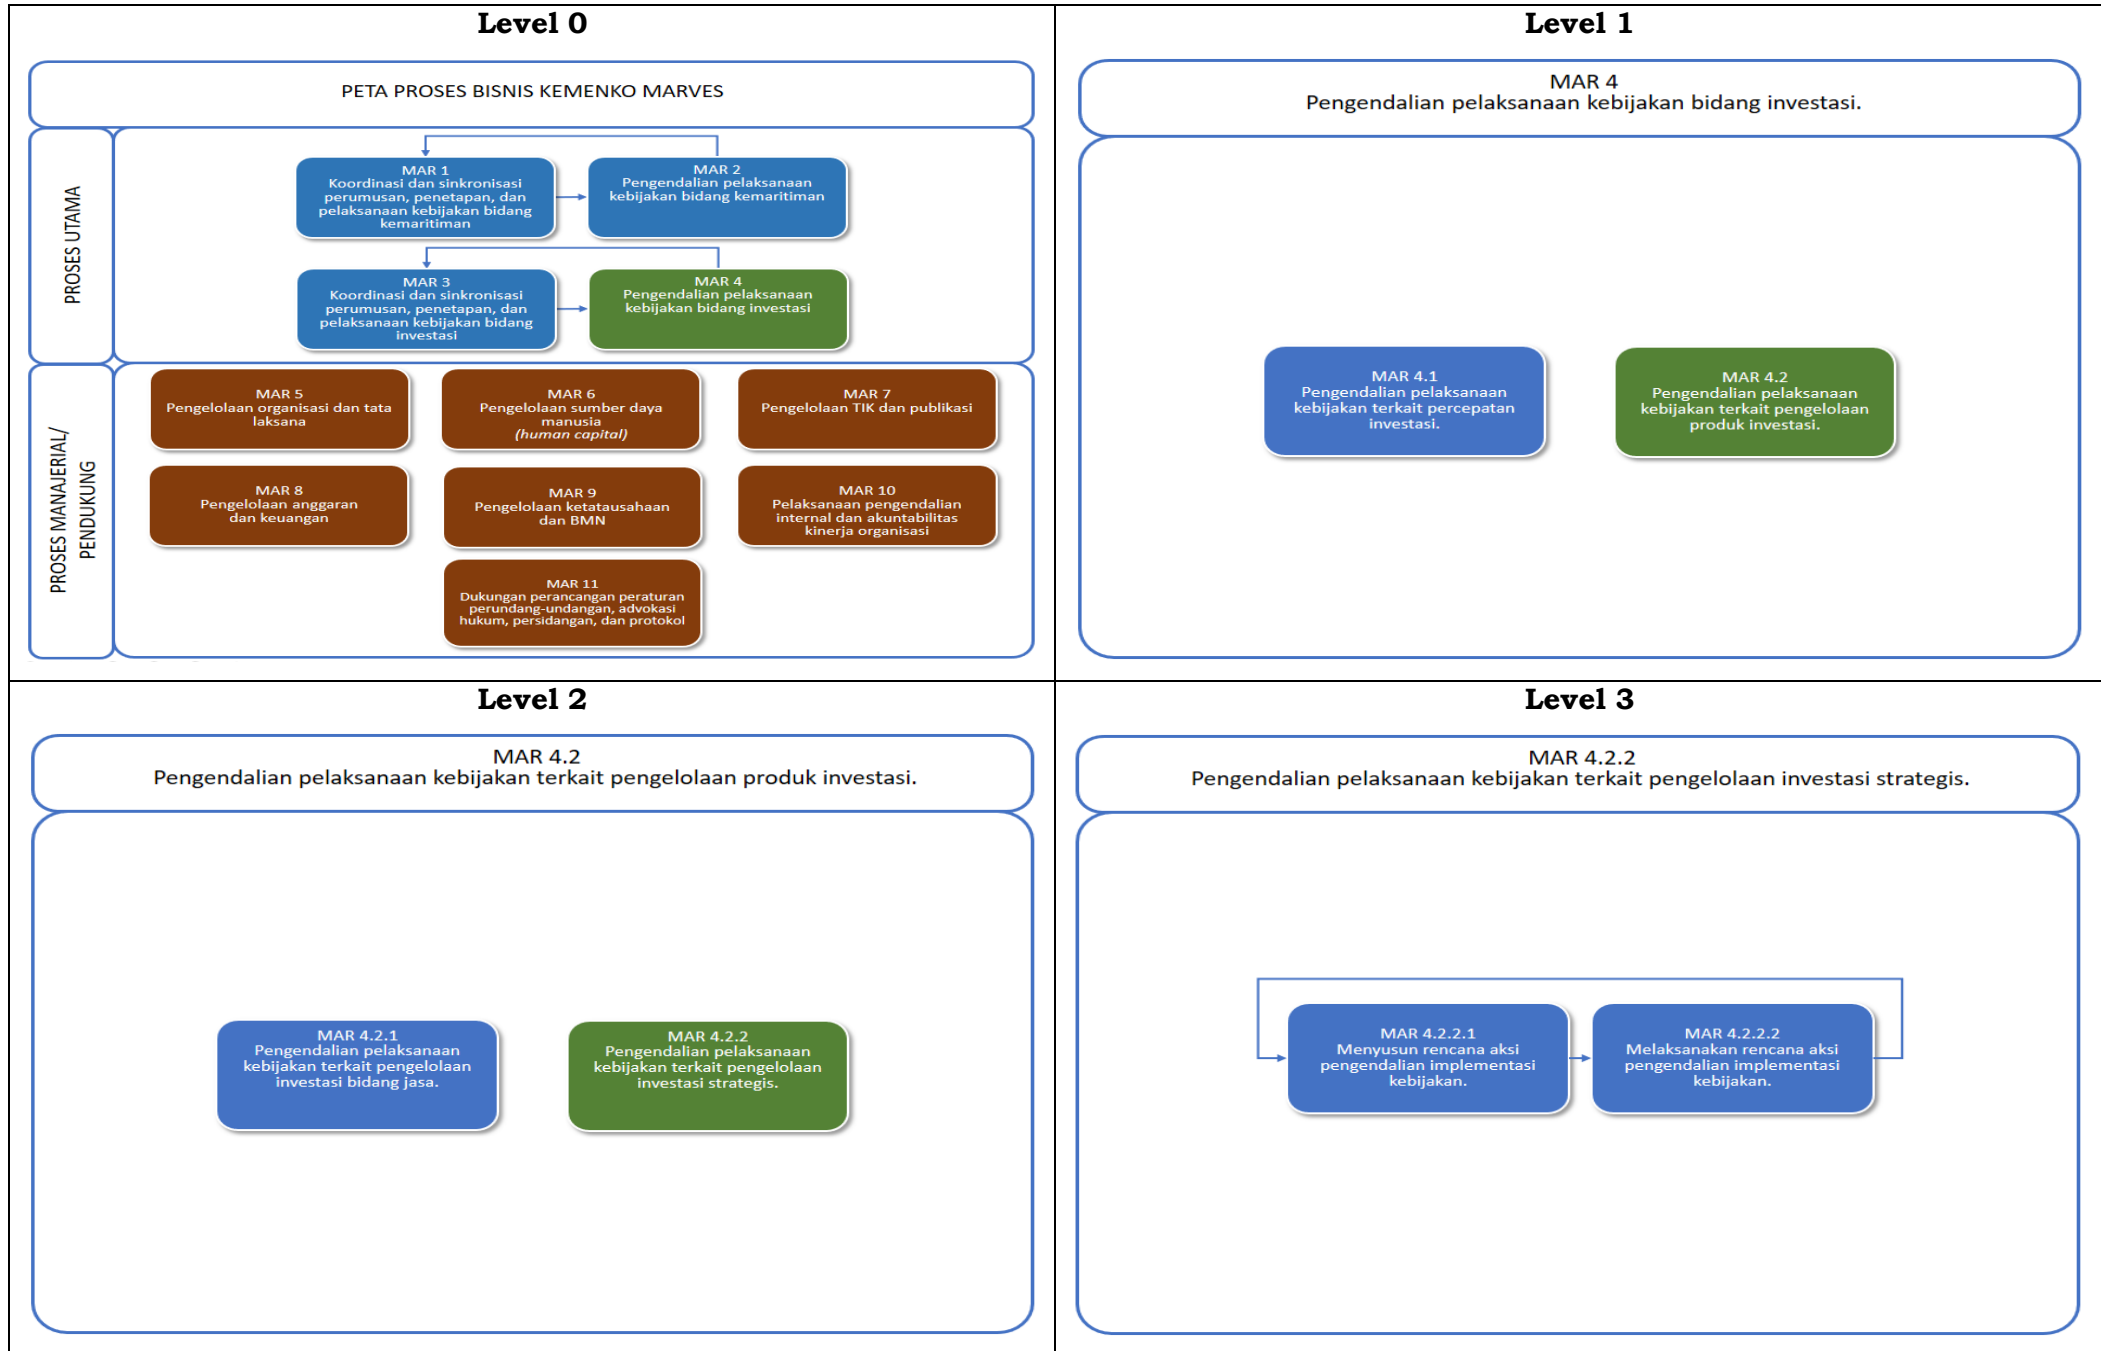 Level 0
PETA PROSES BISNIS KEMENKO MARVES
PROSES UTAMA
MAR 1
Koordinasi dan sinkronisasi
perumusan, penetapan, dan
pelaksanaan kebijakan bidang
kemaritiman
MAR 2
Pengendalian pelaksanaan
kebijakan bidang kemaritiman
MAR 3
Koordinasi dan sinkronisasi
perumusan, penetapan, dan
pelaksanaan kebijakan bidang
investasi
MAR 4
Pengendalian pelaksanaan
kebijakan bidang investasi
PROSES MANAJERIAL/
PENDUKUNG
MAR 5
Pengelolaan organisasi dan tata
laksana
MAR 6
Pengelolaan sumber daya
manusia
(human capital)
MAR 7
Pengelolaan TIK dan publikasi
MAR 8
Pengelolaan anggaran
dan keuangan
MAR 9
Pengelolaan ketatausahaan
dan BMN
MAR 10
Pelaksanaan pengendalian
internal dan akuntabilitas
kinerja organisasi
MAR 11
Dukungan perancangan peraturan
perundang-undangan, advokasi
hukum, persidangan, dan protokol
Level 1
MAR 4
Pengendalian pelaksanaan kebijakan bidang investasi.
MAR 4.1
Pengendalian pelaksanaan
kebijakan terkait percepatan
investasi.
MAR 4.2
Pengendalian pelaksanaan
kebijakan terkait pengelolaan
produk investasi.
Level 2
MAR 4.2
Pengendalian pelaksanaan kebijakan terkait pengelolaan produk investasi.
MAR 4.2.1
Pengendalian pelaksanaan
kebijakan terkait pengelolaan
investasi bidang jasa.
MAR 4.2.2
Pengendalian pelaksanaan
kebijakan terkait pengelolaan
investasi strategis.
Level 3
MAR 4.2.2
Pengendalian pelaksanaan kebijakan terkait pengelolaan investasi strategis.
MAR 4.2.2.1
Menyusun rencana aksi
pengendalian implementasi
kebijakan.
MAR 4.2.2.2
Melaksanakan rencana aksi
pengendalian implementasi
kebijakan.